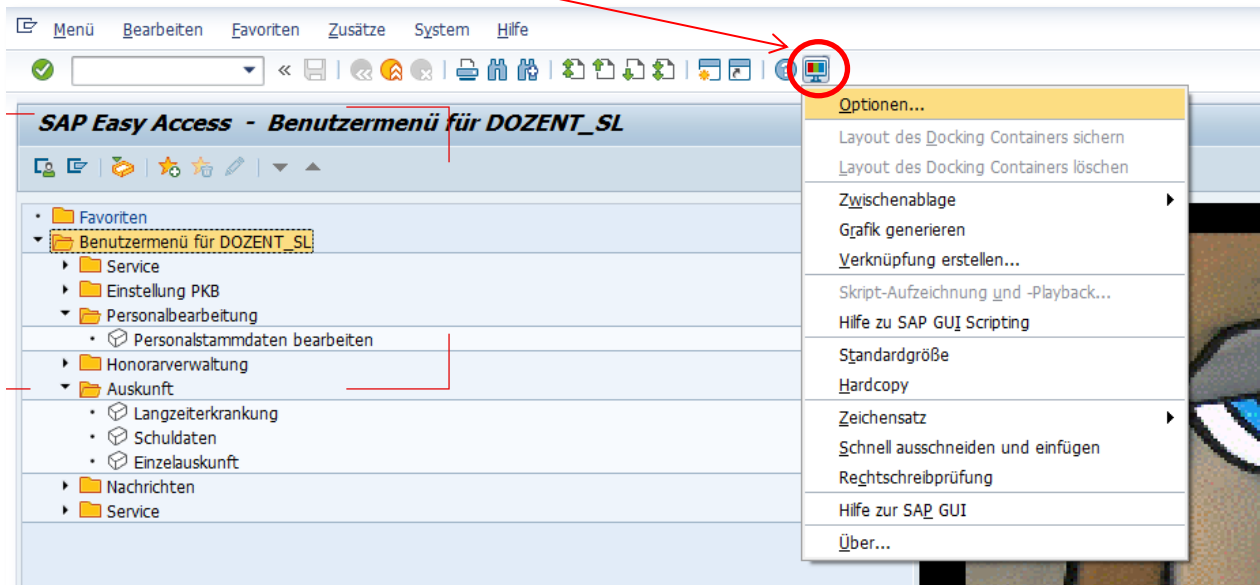 Menü Bearbeiten Favoriten Zusätze System Hilfe
SAP Easy Access - Benutzermenü für DOZENT_SL
Favoriten
Benutzermenü für DOZENT_SL
Service
Einstellung PKB
Personalbearbeitung
Personalstammdaten bearbeiten
Honorarverwaltung
Auskunft
Langzeiterkrankung
Schuldaten
Einzelauskunft
Nachrichten
Service
Optionen...
Layout des Docking Containers sichern
Layout des Docking Containers löschen
Zwischenablage
Grafik generieren
Verknüpfung erstellen...
Skript-Aufzeichnung und -Playback...
Hilfe zu SAP GUI Scripting
Standardgröße
Hardcopy
Zeichensatz
Schnell ausschneiden und einfügen
Rechtschreibprüfung
Hilfe zur SAP GUI
Über...